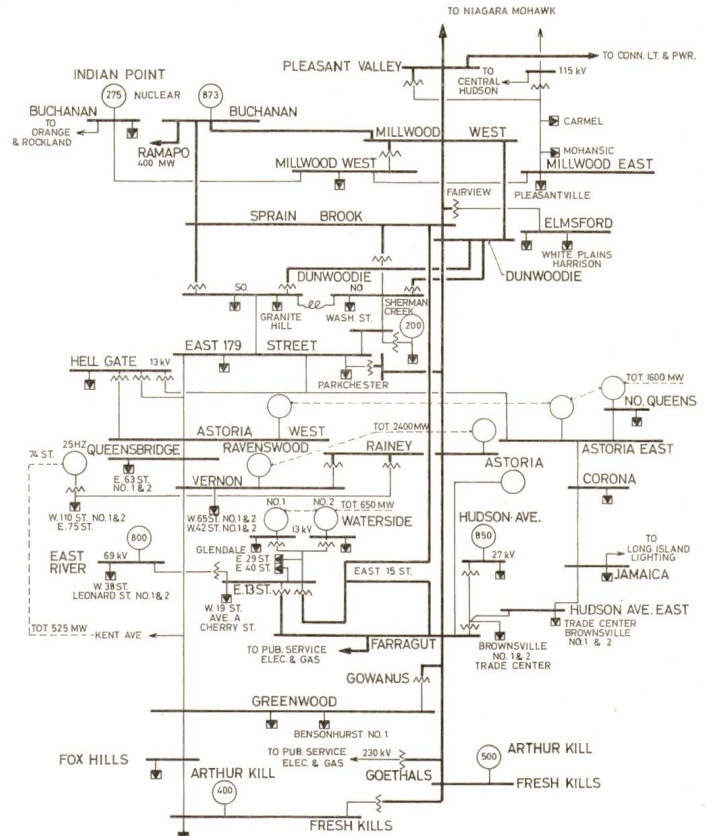 TO NIAGARA MOHAWK
TO CONN. LT. & PWR.
PLEASANT VALLEY
TO
CENTRAL
HUDSON
115 kV
INDIAN POINT
275
NUCLEAR
873
BUCHANAN
TO
ORANGE
& ROCKLAND
BUCHANAN
RAMAPO
400 MW
CARMEL
MILLWOOD WEST
MOHANSIC
MILLWOOD WEST
MILLWOOD EAST
PLEASANTVILLE
FAIRVIEW
SPRAIN BROOK
ELMSFORD
WHITE PLAINS
HARRISON
DUNWOODIE
DUNWOODIE
SO.
NO
GRANITE
HILL
WASH. ST.
SHERMAN
CREEK
200
EAST 179 STREET
HELL GATE
13 kV
PARKCHESTER
TOT. 1600 MW
NO. QUEENS
ASTORIA WEST
TOT. 2400 MW
ASTORIA EAST
74 ST.
25HZ
QUEENSBRIDGE
RAVENSWOOD
RAINEY
ASTORIA
E. 63 ST.
NO. 1 & 2
CORONA
VERNON
W. 110 ST. NO. 1 & 2
E. 75 ST.
W. 65 ST. NO. 1 & 2
W. 42 ST. NO. 1 & 2
NO. 1
NO. 2
TOT. 650 MW
13 kV
WATERSIDE
HUDSON AVE.
850
27 kV
TO
LONG ISLAND
LIGHTING
800
GLENDALE
E. 29 ST.
E. 40 ST.
EAST
RIVER
69 kV
W. 38 ST.
LEONARD ST. NO. 1 & 2
E. 13 ST.
EAST 15 ST.
JAMAICA
W. 19 ST.
AVE. A
CHERRY ST.
HUDSON AVE. EAST
TRADE CENTER
BROWNSVILLE
NO. 1 & 2
TOT 525 MW
KENT AVE.
FARRAGUT
BROWNSVILLE
NO. 1 & 2
TRADE CENTER
TO PUB. SERVICE
ELEC. & GAS
GOWANUS
GREENWOOD
BENSONHURST NO. 1
FOX HILLS
TO PUB. SERVICE
ELEC. & GAS
230 kV
GOETHALS
500
ARTHUR KILL
FRESH KILLS
ARTHUR KILL
400
FRESH KILLS